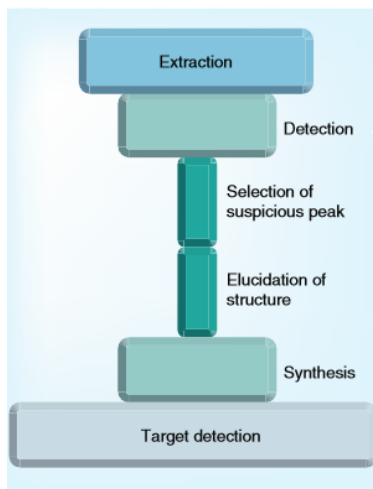 Extraction
Detection
Selection of
suspicious peak
Elucidation of
structure
Synthesis
Target detection